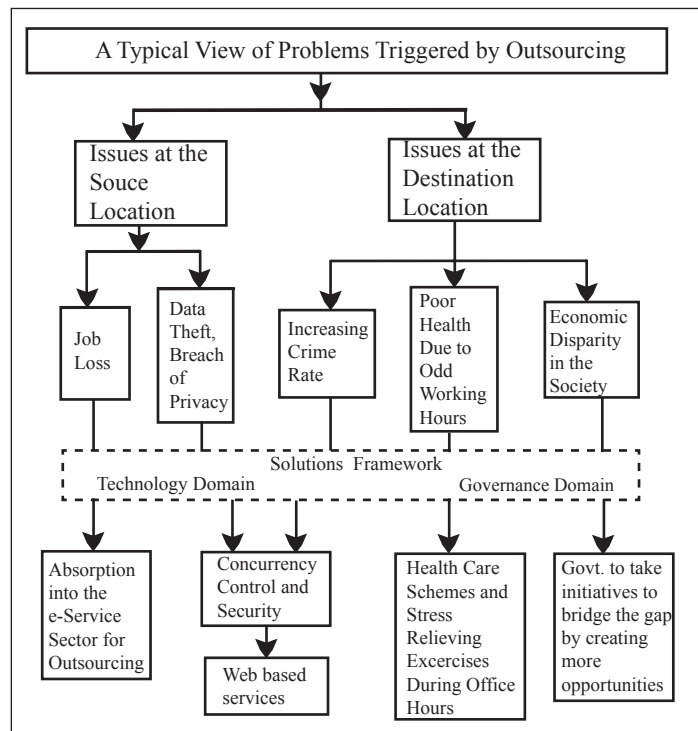 A Typical View of Problems Triggered by Outsourcing
Issues at the
Souce
Location
Issues at the
Destination
Location
Job
Loss
Data
Theft,
Breach
of
Privacy
Increasing
Crime
Rate
Poor
Health
Due to
Odd
Working
Hours
Economic
Disparity
in the
Society
Solutions Framework
Technology Domain
Governance Domain
Absorption
into the
e-Service
Sector for
Outsourcing
Concurrency
Control and
Security
Web based
services
Health Care
Schemes and
Stress
Relieving
Excercises
During Office
Hours
Govt. to take
initiatives to
bridge the gap
by creating
more
opportunities